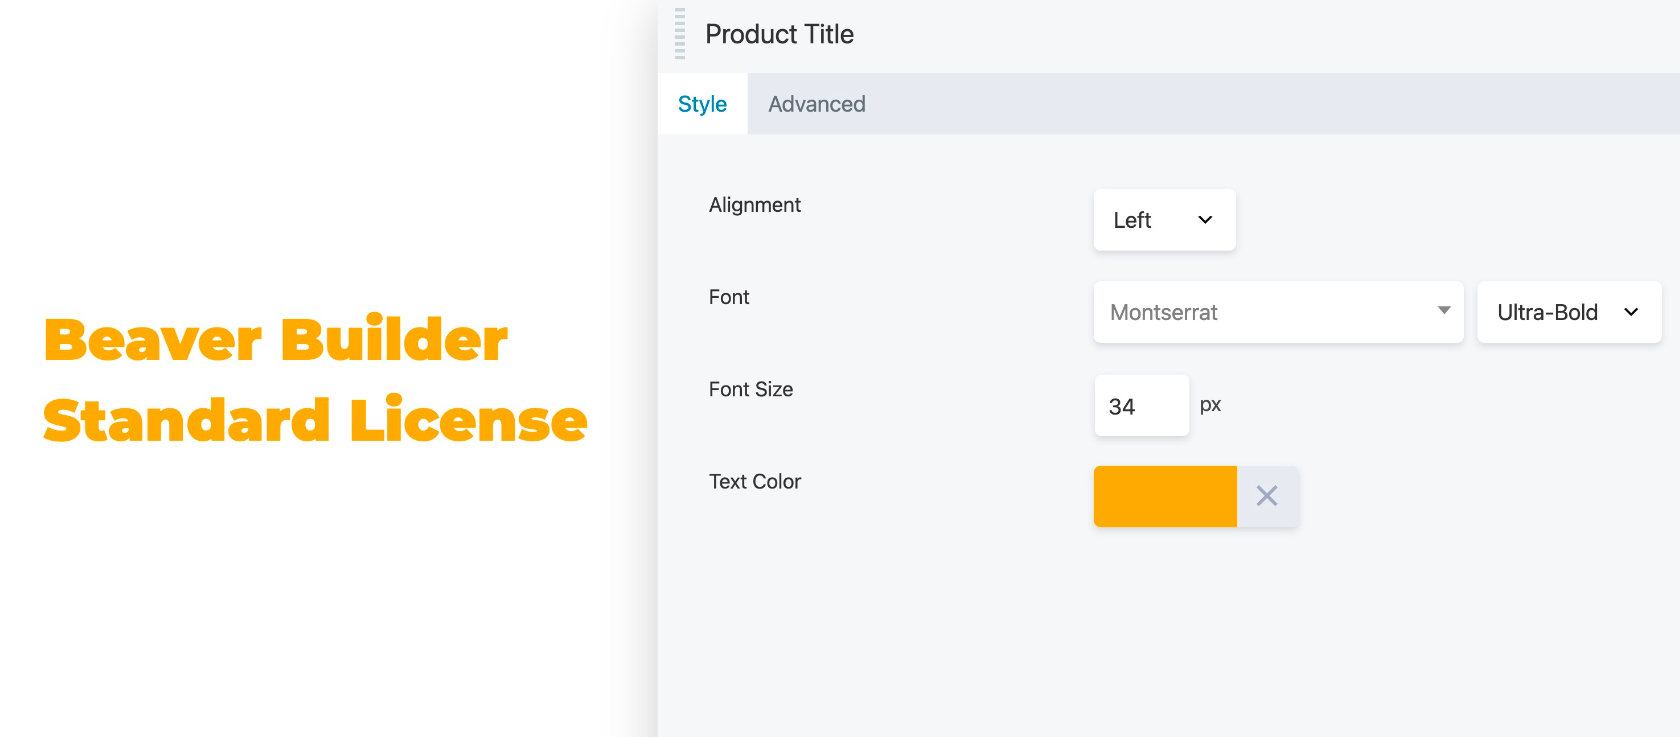 Beaver Builder
Standard License
Product Title
Style Advanced
Alignment Left
Font Montserrat Ultra-Bold
Font Size 34 px
Text Color